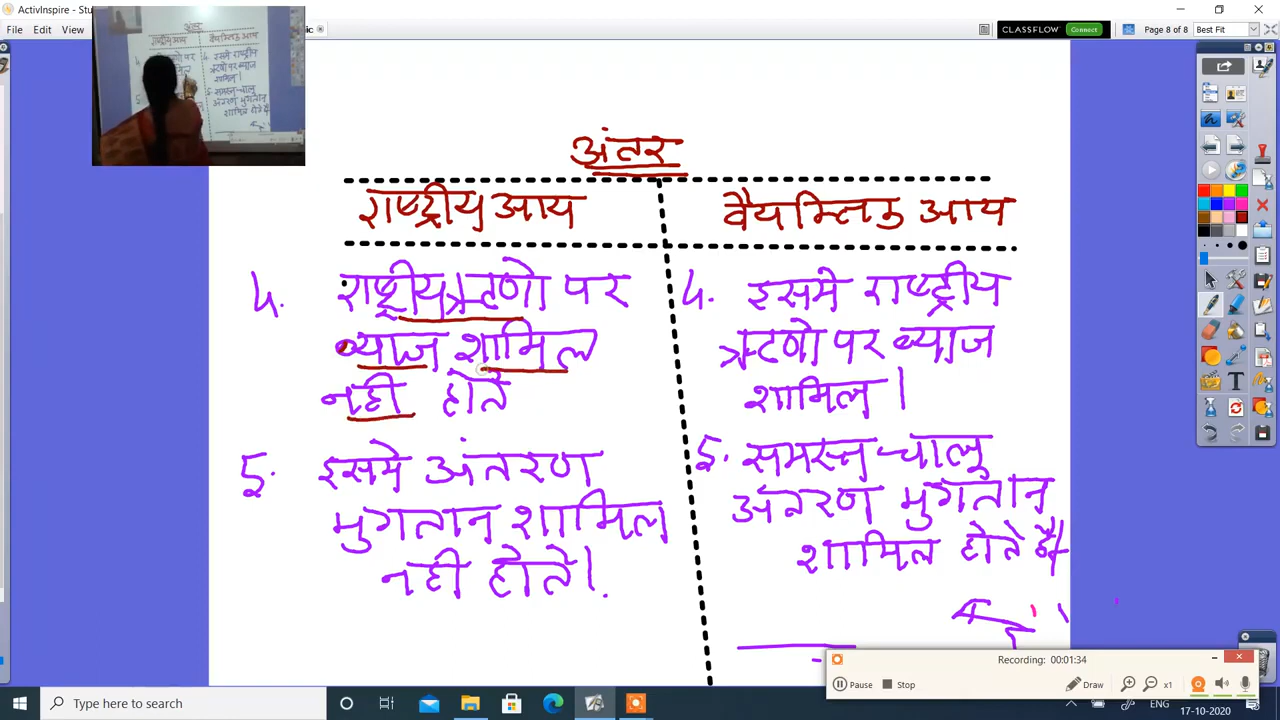 ActivInspire - Stu
File Edit
CLASSFLOW Connect
Page 8 of 8
Best Fit
अंतर
राष्ट्रीय आय
वैयक्तिक आय
4. राष्ट्रीय ऋणो पर
ब्याज शामिल
नही होते
5. इसमे अंतरण
भुगतान शामिल
नही होते।
4. इसमे राष्ट्रीय
ऋणो पर ब्याज
शामिल।
5. समस्त चालू
अंतरण भुगतान
शामिल होते है।
Recording: 00:01:34
Pause Stop Draw x1
Type here to search
17-10-2020